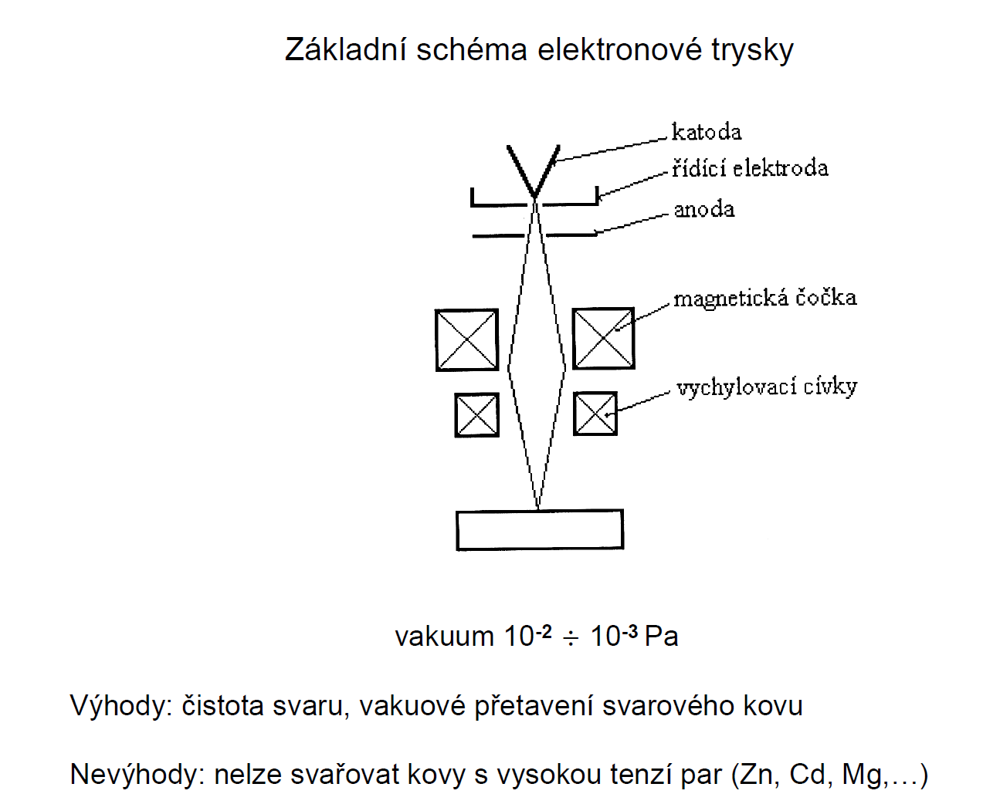 Základní schéma elektronové trysky
katoda
řídící elektroda
anoda
magnetická čočka
vychylovací cívky
vakuum 10⁻² ÷ 10⁻³ Pa
Výhody: čistota svaru, vakuové přetavení svarového kovu
Nevýhody: nelze svařovat kovy s vysokou tenzí par (Zn, Cd, Mg,…)